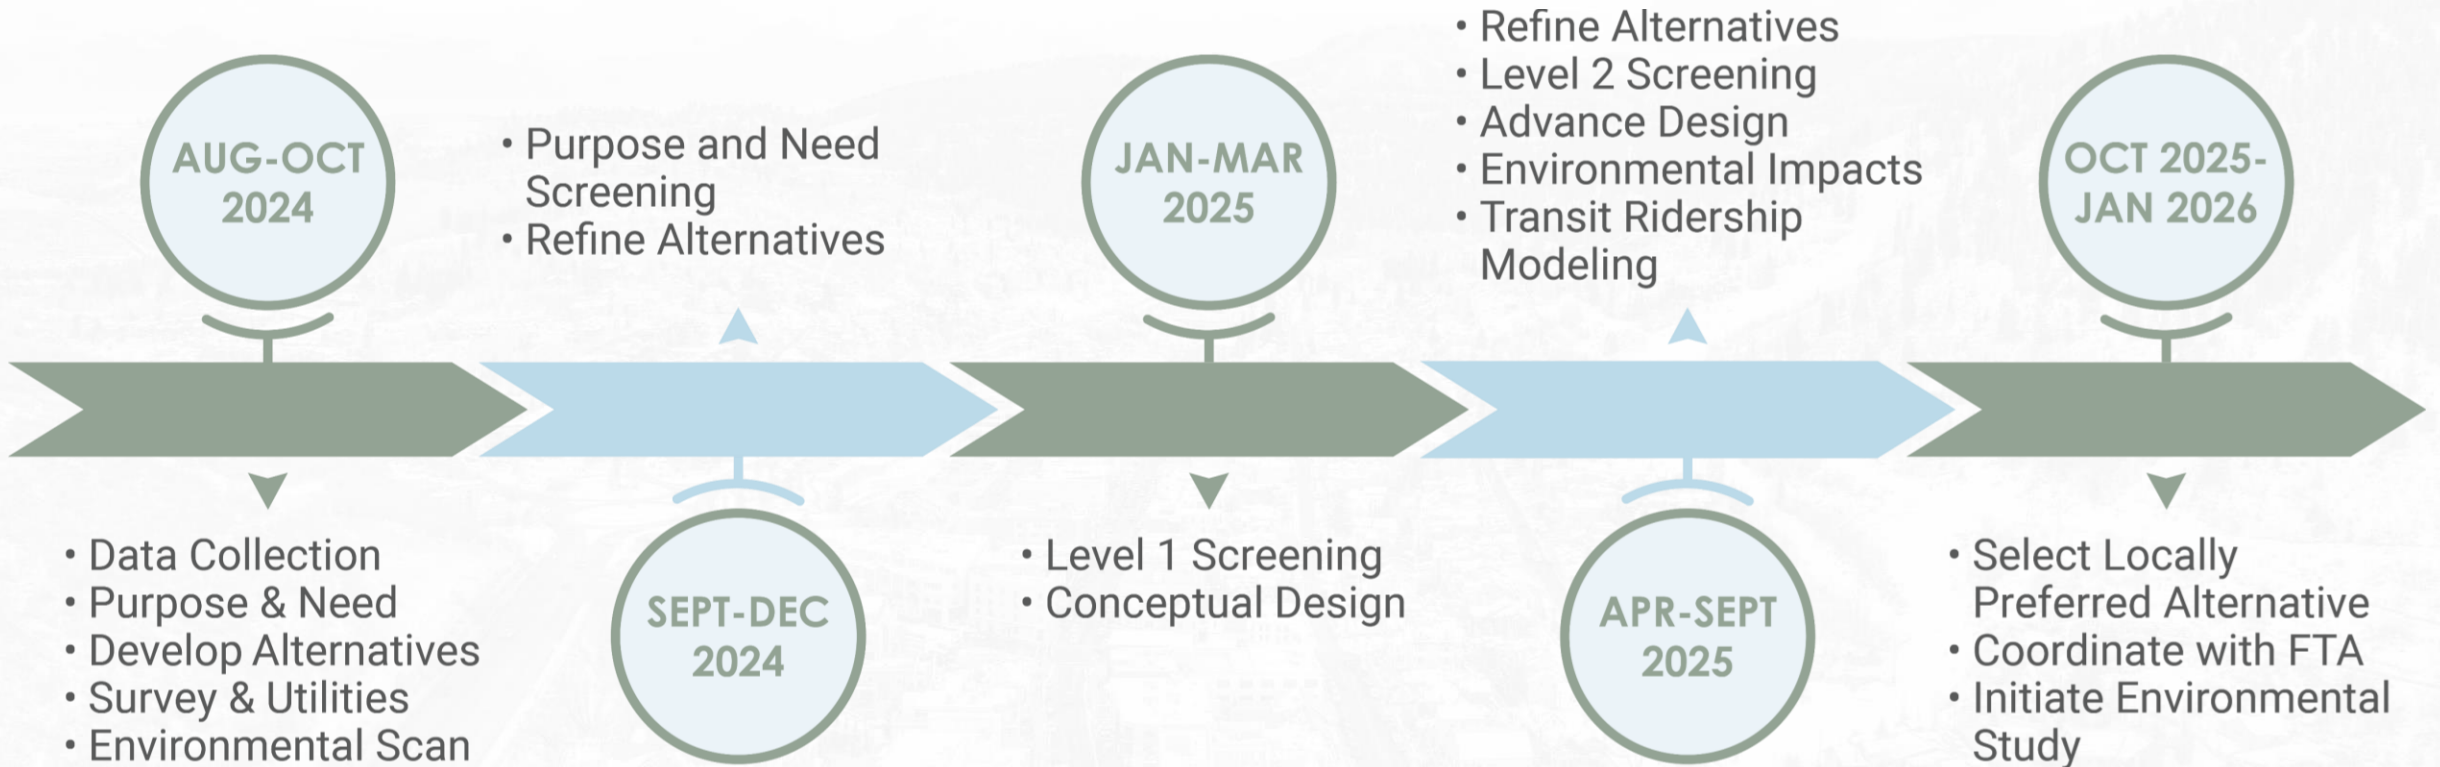 AUG-OCT
2024
• Data Collection
• Purpose & Need
• Develop Alternatives
• Survey & Utilities
• Environmental Scan
• Purpose and Need
Screening
• Refine Alternatives
SEPT-DEC
2024
JAN-MAR
2025
• Level 1 Screening
• Conceptual Design
• Refine Alternatives
• Level 2 Screening
• Advance Design
• Environmental Impacts
• Transit Ridership
Modeling
APR-SEPT
2025
OCT 2025-
JAN 2026
• Select Locally
Preferred Alternative
• Coordinate with FTA
• Initiate Environmental
Study